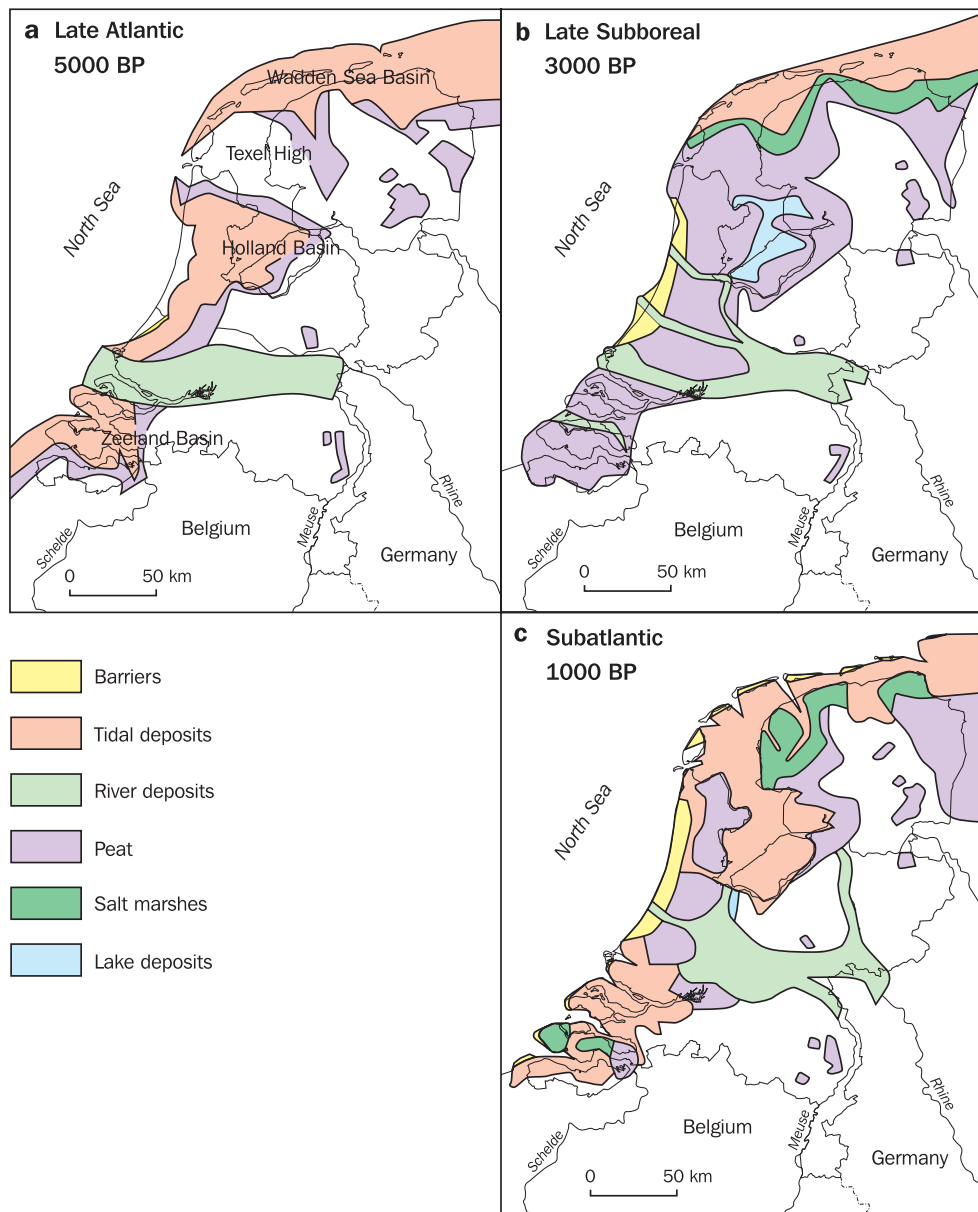 a Late Atlantic
5000 BP
Wadden Sea Basin
Texel High
North Sea
Holland Basin
Zeeland Basin
Belgium
Schelde
Meuse
Rhine
Germany
0 50 km
b Late Subboreal
3000 BP
North Sea
Belgium
Schelde
Meuse
Rhine
Germany
0 50 km
Barriers
Tidal deposits
River deposits
Peat
Salt marshes
Lake deposits
c Subatlantic
1000 BP
North Sea
Belgium
Schelde
Meuse
Rhine
Germany
0 50 km